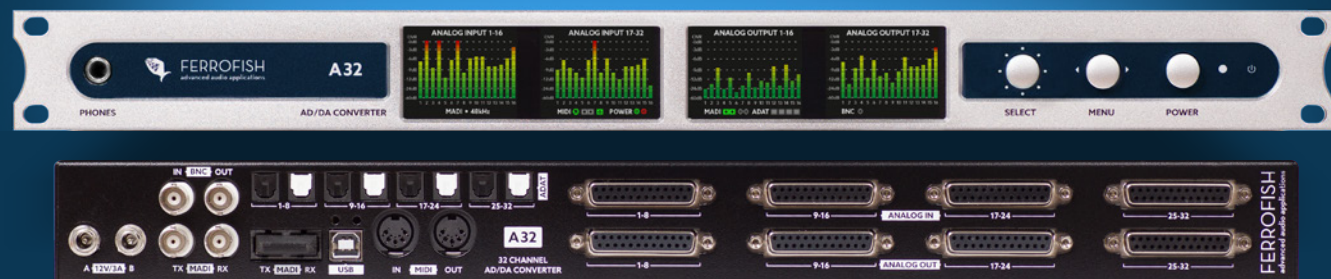 FERROFISH
advanced audio applications
A32
PHONES
AD/DA CONVERTER
ANALOG INPUT 1-16
ANALOG INPUT 17-32
MADI • 48kHz
MIDI
POWER
ANALOG OUTPUT 1-16
ANALOG OUTPUT 17-32
MADI
ADAT
BNC
SELECT
MENU
POWER
IN BNC OUT
1-8
9-16
17-24
25-32
ADAT
A 12V/3A B
TX MADI RX
TX MADI RX
USB
IN MIDI OUT
A32
32 CHANNEL
AD/DA CONVERTER
1-8
9-16
ANALOG IN
17-24
25-32
1-8
9-16
ANALOG OUT
17-24
25-32
FERROFISH
advanced audio applications